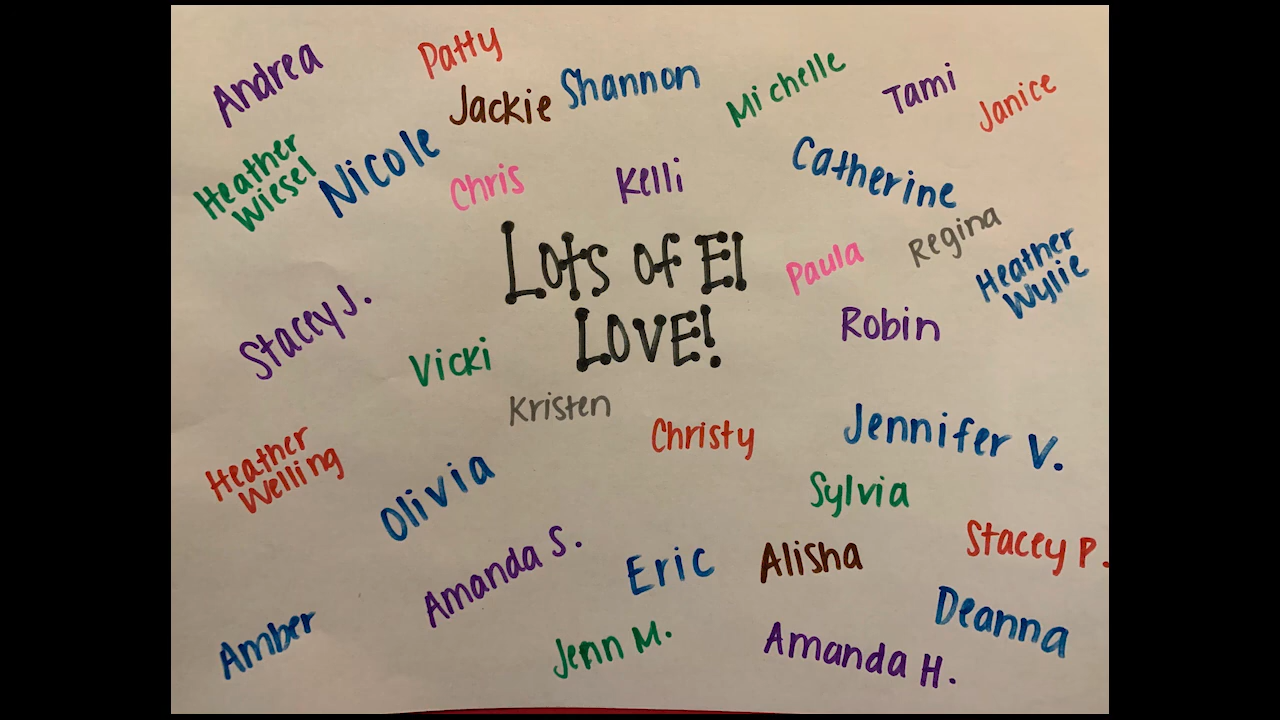 Andrea
Patty
Jackie
Shannon
Michelle
Tami
Janice
Heather
Wiesel
Nicole
Chris
Kelli
Catherine
Lots of EI
LOVE!
Paula
Regina
Heather
Wylie
Stacey J.
Vicki
Robin
Kristen
Christy
Jennifer V.
Heather
Welling
Olivia
Sylvia
Amanda S.
Eric
Alisha
Stacey P.
Amber
Jenn M.
Amanda H.
Deanna